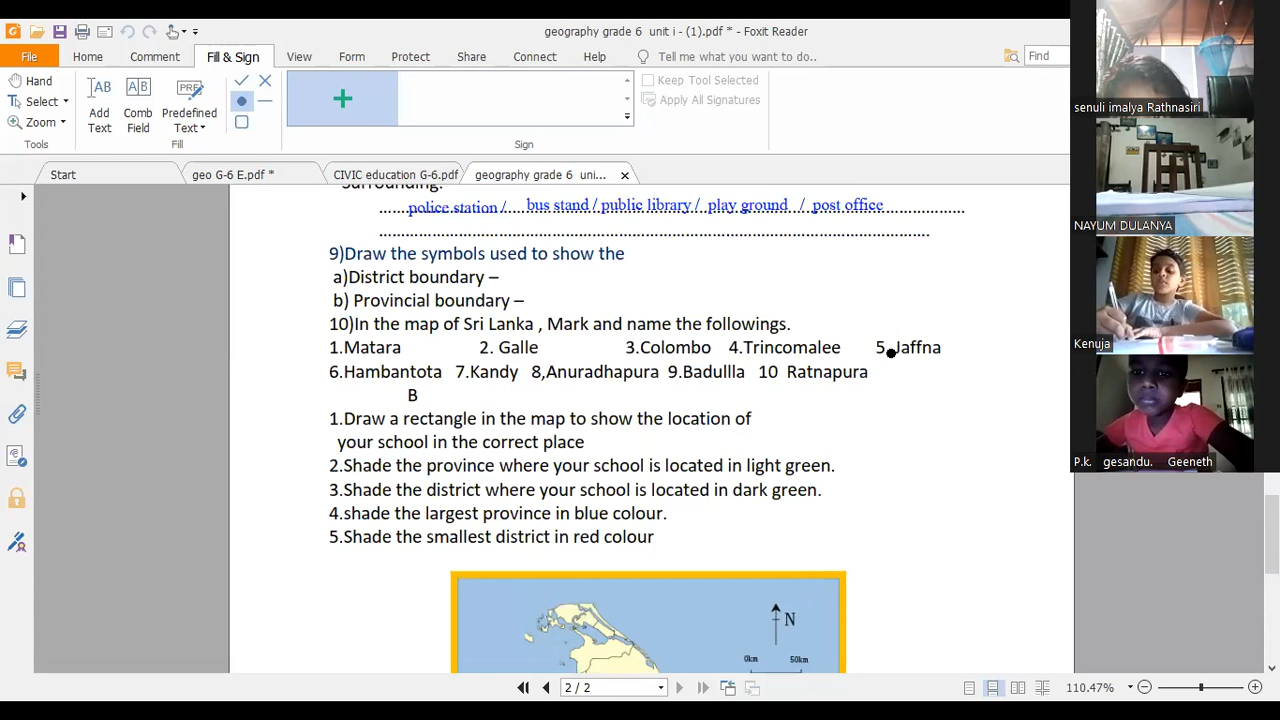 geography grade 6 unit i - (1).pdf * - Foxit Reader
File Home Comment Fill & Sign View Form Protect Share Connect Help Tell me what you want to do.. Find
Hand
Select
Zoom
Tools
Add Text
Comb Field
PRE
Predefined Text
Fill
Keep Tool Selected
Apply All Signatures
Sign
Start geo G-6 E.pdf * CIVIC education G-6.pdf geography grade 6 uni... ×
Surrounding.
police station / bus stand / public library / play ground / post office
9)Draw the symbols used to show the
a)District boundary –
b) Provincial boundary –
10)In the map of Sri Lanka , Mark and name the followings.
1.Matara 2. Galle 3.Colombo 4.Trincomalee 5. Jaffna
6.Hambantota 7.Kandy 8,Anuradhapura 9.Badullla 10 Ratnapura
B
1.Draw a rectangle in the map to show the location of
your school in the correct place
2.Shade the province where your school is located in light green.
3.Shade the district where your school is located in dark green.
4.shade the largest province in blue colour.
5.Shade the smallest district in red colour
N
0km 50km
2 / 2
110.47%
senuli imalya Rathnasiri
NAYUM DULANYA
Kenuja
P.k. gesandu. Geeneth